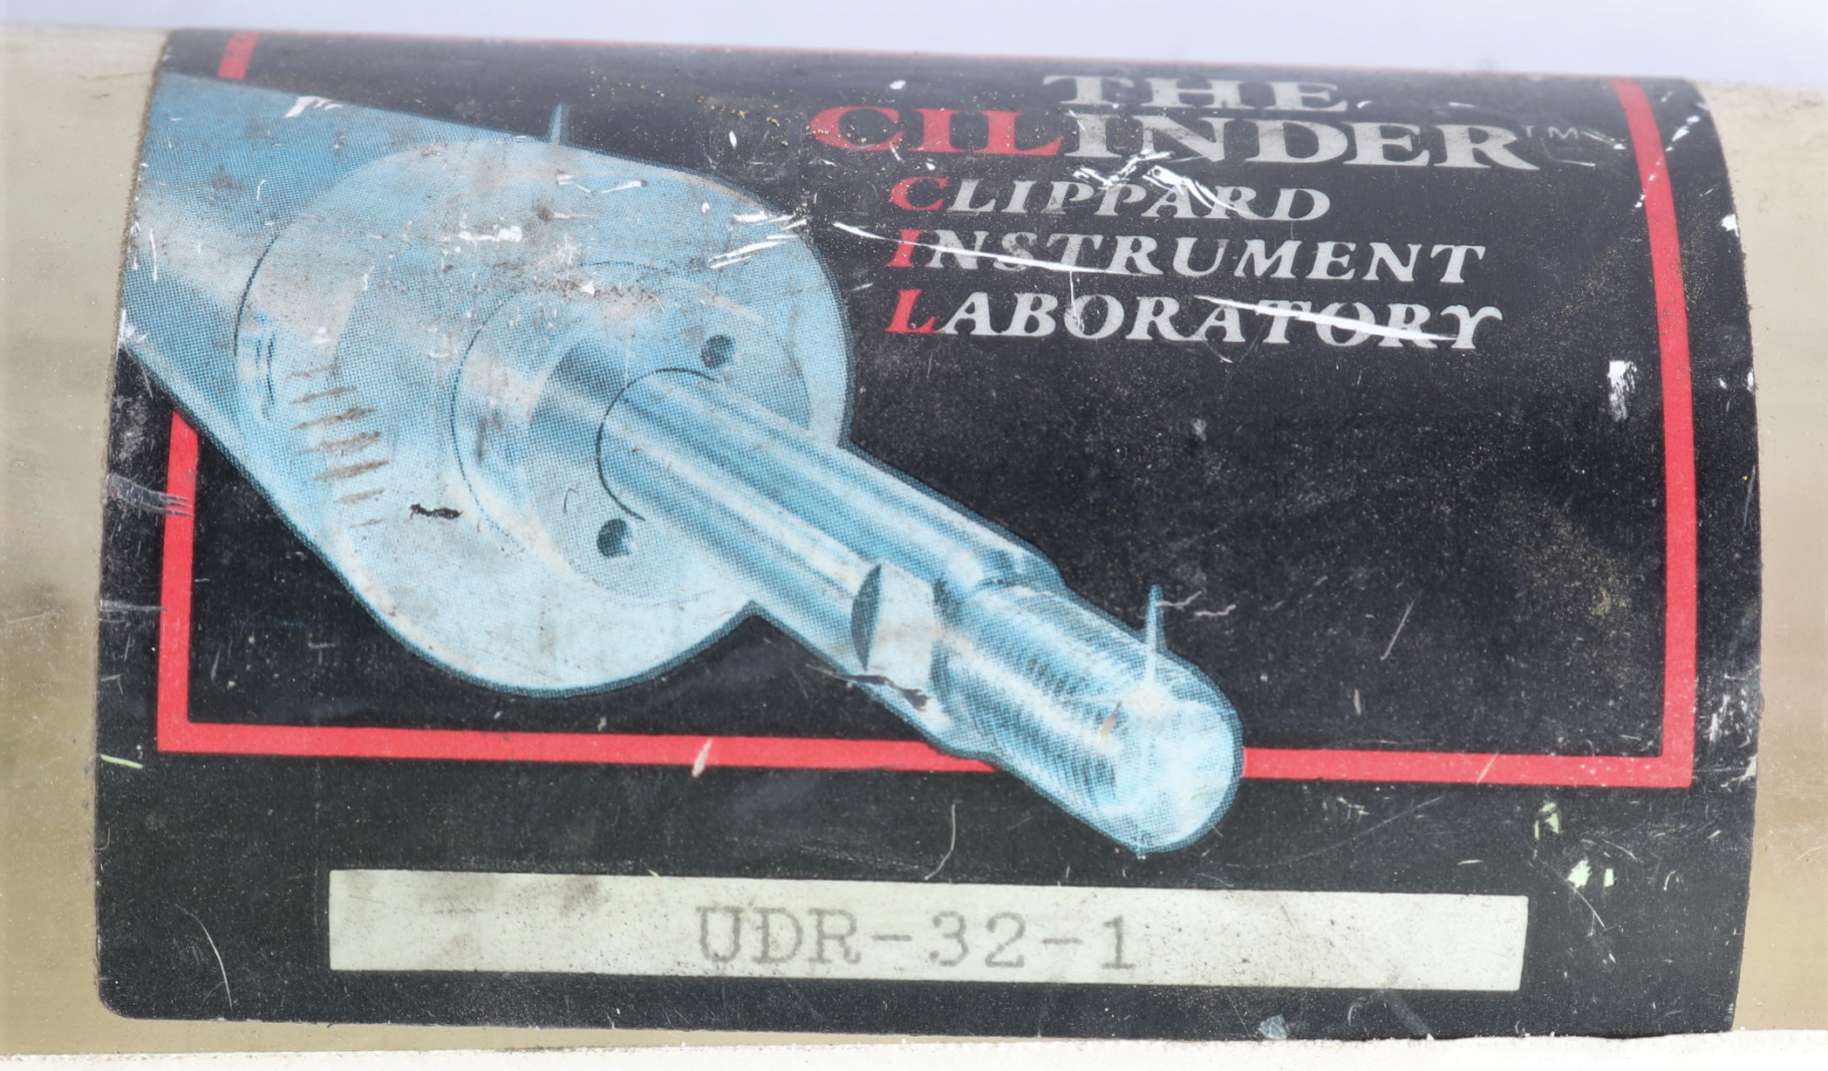 THE
CILINDER™
CLIPPARD
INSTRUMENT
LABORATORY
UDR-32-1